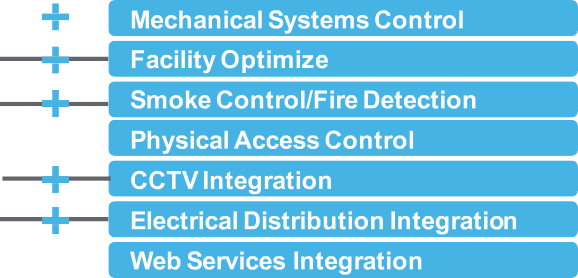 Mechanical Systems Control
Facility Optimize
Smoke Control/Fire Detection
Physical Access Control
CCTV Integration
Electrical Distribution Integration
Web Services Integration